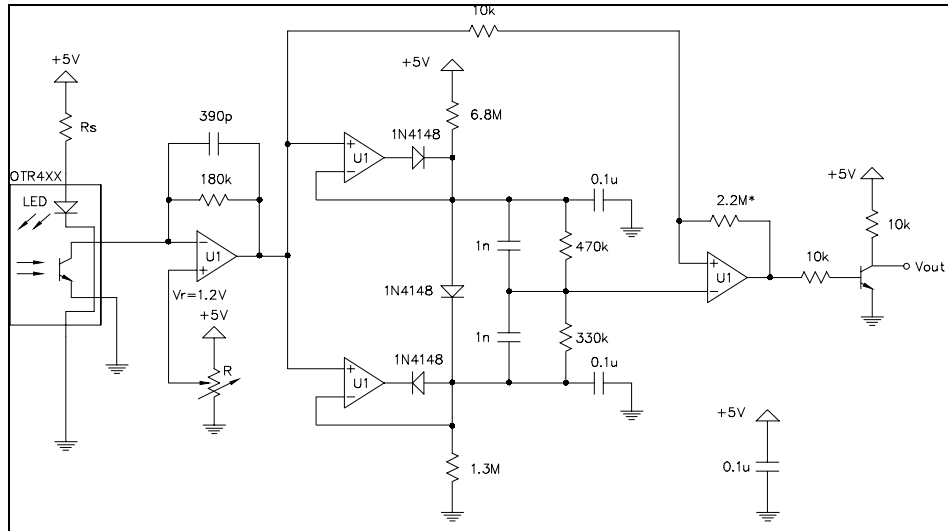 10k
+5V
+5V
Rs
390p
6.8M
1N4148
+
U1
−
180k
OTR4XX
LED
0.1u
+5V
2.2M*
10k
1n
470k
−
U1
+
10k
+
U1
−
Vout
Vr=1.2V
+5V
1N4148
R
1n
330k
1N4148
0.1u
+
U1
−
+5V
1.3M
0.1u